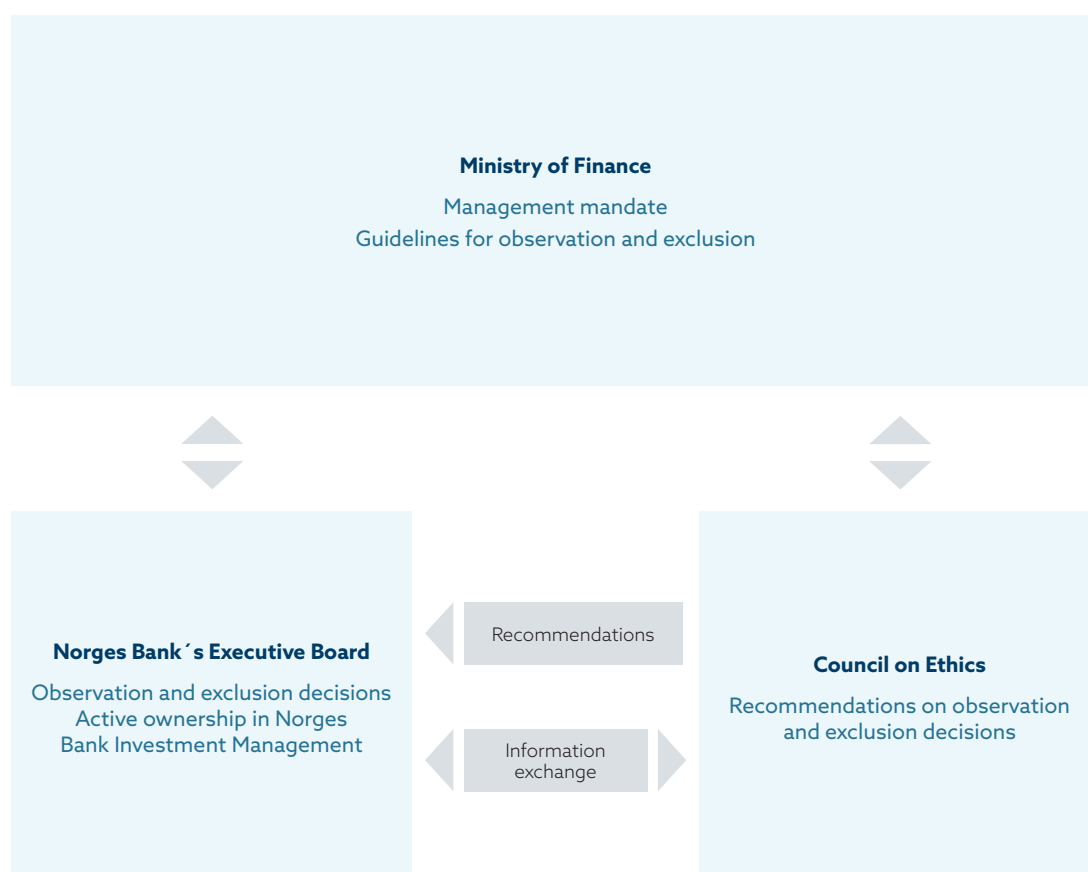 Ministry of Finance
Management mandate
Guidelines for observation and exclusion
Norges Bank´s Executive Board
Observation and exclusion decisions
Active ownership in Norges
Bank Investment Management
Recommendations
Information
exchange
Council on Ethics
Recommendations on observation
and exclusion decisions